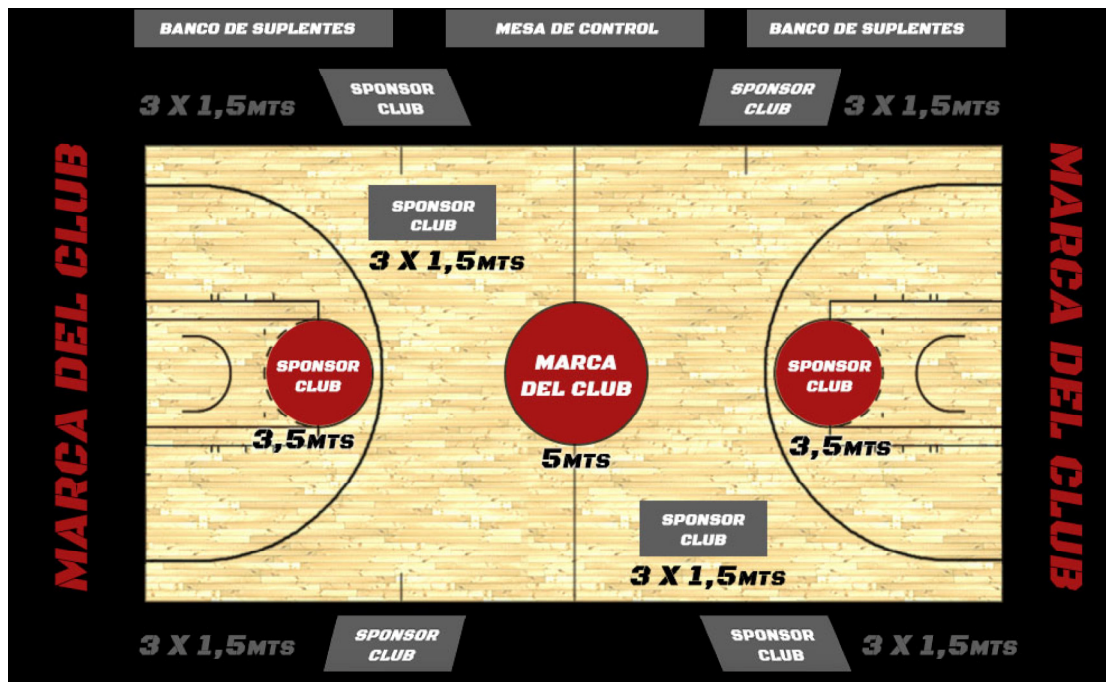 BANCO DE SUPLENTES
MESA DE CONTROL
BANCO DE SUPLENTES
3 X 1,5MTS
SPONSOR
CLUB
SPONSOR
CLUB
3 X 1,5MTS
MARCA DEL CLUB
MARCA DEL CLUB
SPONSOR
CLUB
3 X 1,5MTS
SPONSOR
CLUB
3,5MTS
MARCA
DEL CLUB
5MTS
SPONSOR
CLUB
3,5MTS
SPONSOR
CLUB
3 X 1,5MTS
3 X 1,5MTS
SPONSOR
CLUB
SPONSOR
CLUB
3 X 1,5MTS